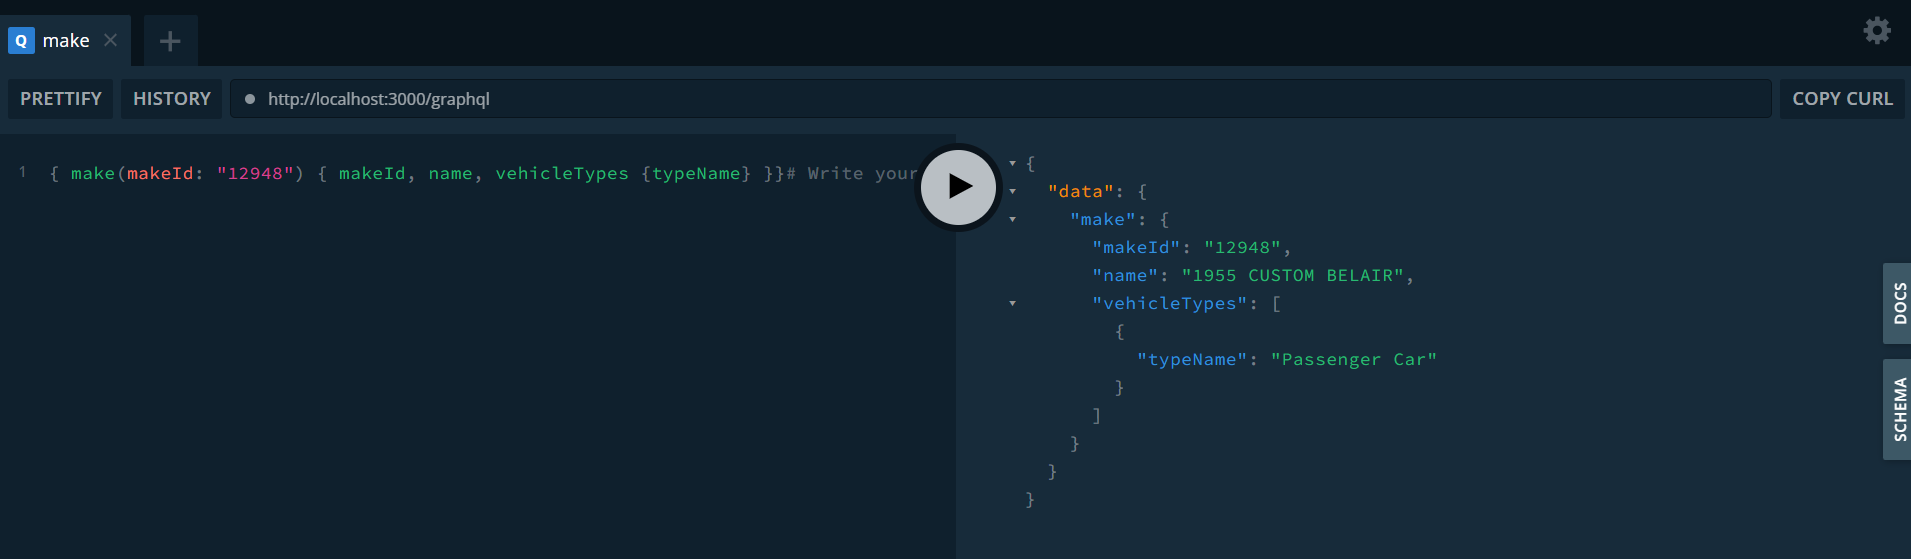 Q make
PRETTIFY HISTORY http://localhost:3000/graphql COPY CURL
1 { make(makeId: "12948") { makeId, name, vehicleTypes {typeName} }}# Write your
{
"data": {
"make": {
"makeId": "12948",
"name": "1955 CUSTOM BELAIR",
"vehicleTypes": [
{
"typeName": "Passenger Car"
}
]
}
}
}
DOCS
SCHEMA